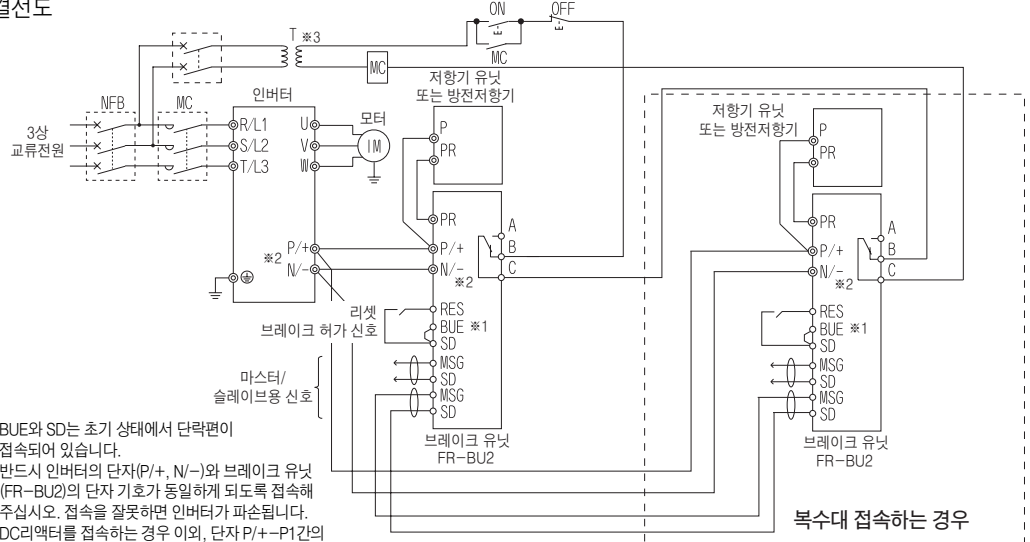 결선도
ON
OFF
MC
T ※3
MC
NFB
MC
3상
교류전원
인버터
R/L1
S/L2
T/L3
U
V
W
모터
IM
※2
P/+
N/-
저항기 유닛
또는 방전저항기
P
PR
PR
P/+
N/-
※2
A
B
C
리셋
브레이크 허가 신호
RES
BUE ※1
SD
MSG
SD
MSG
SD
마스터/
슬레이브용 신호
브레이크 유닛
FR-BU2
저항기 유닛
또는 방전저항기
P
PR
PR
P/+
N/-
※2
A
B
C
RES
BUE ※1
SD
MSG
SD
MSG
SD
브레이크 유닛
FR-BU2
복수대 접속하는 경우
BUE와 SD는 초기 상태에서 단락편이
접속되어 있습니다.
반드시 인버터의 단자(P/+, N/-)와 브레이크 유닛
(FR-BU2)의 단자 기호가 동일하게 되도록 접속해
주십시오. 접속을 잘못하면 인버터가 파손됩니다.
DC리액터를 접속하는 경우 이외, 단자 P/+-P1간의